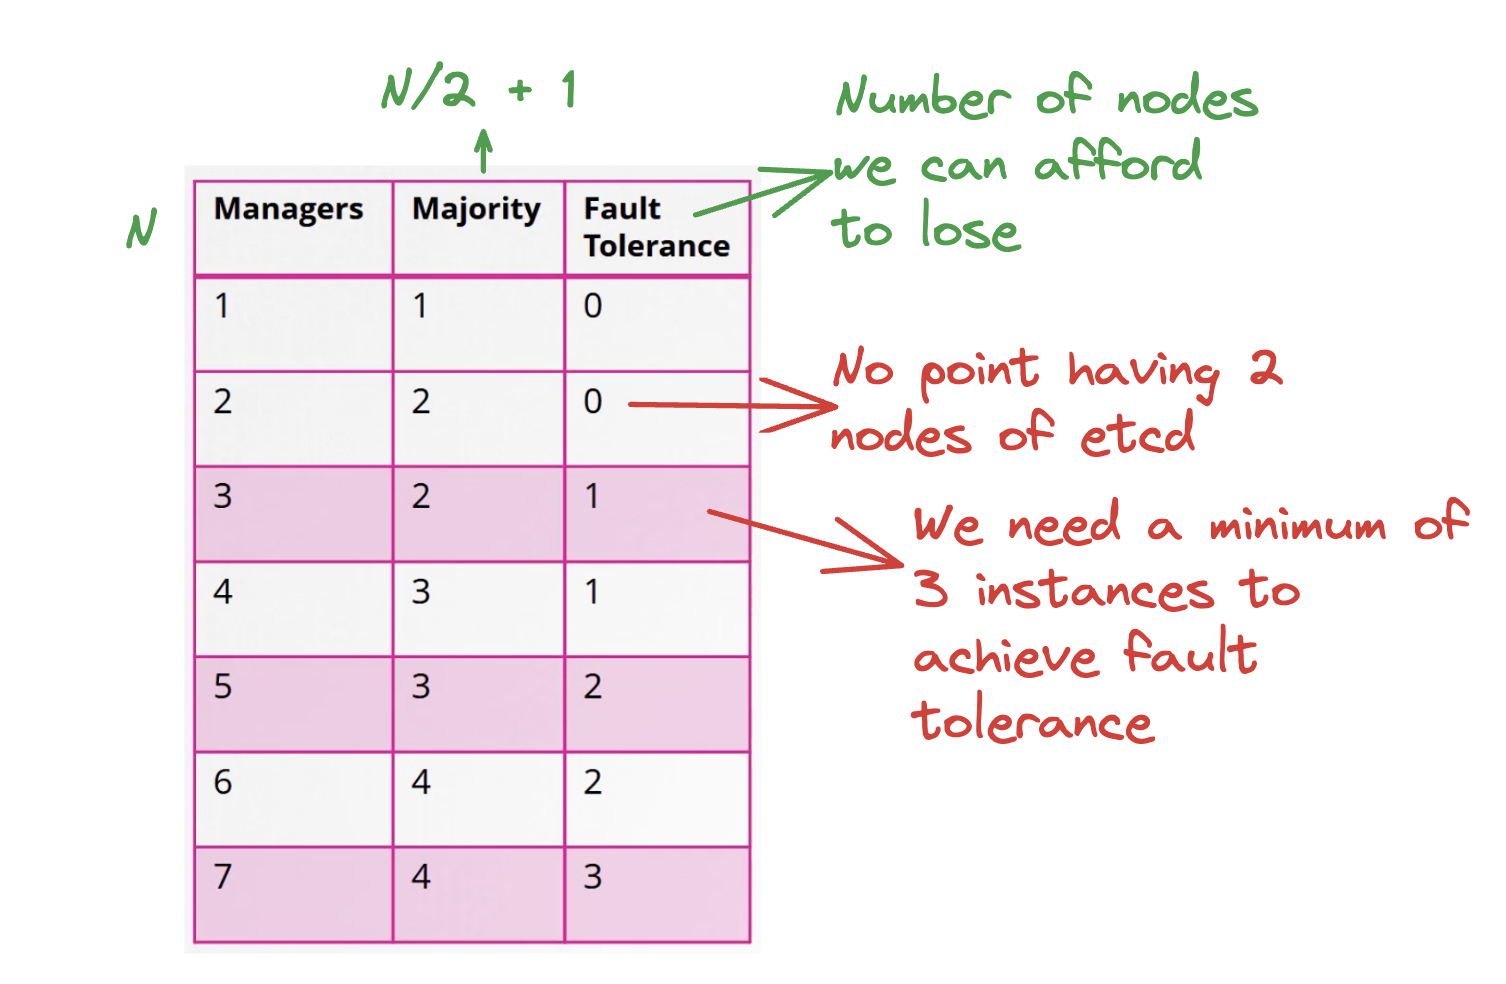 N/2 + 1
Number of nodes
we can afford
to lose
N
Managers Majority Fault
Tolerance
1 1 0
2 2 0
3 2 1
4 3 1
5 3 2
6 4 2
7 4 3
No point having 2
nodes of etcd
We need a minimum of
3 instances to
achieve fault
tolerance